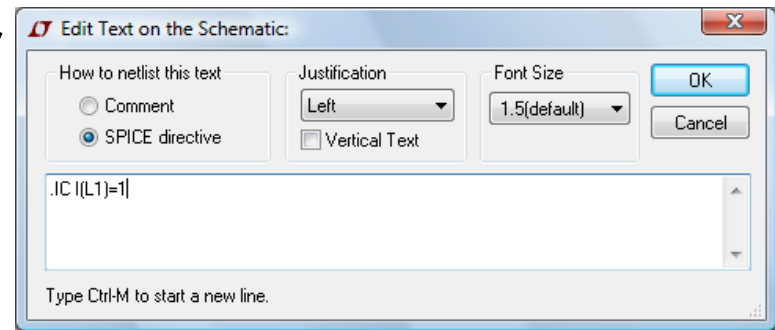 Edit Text on the Schematic:
How to netlist this text
Comment
SPICE directive
Justification
Left
Vertical Text
Font Size
1.5(default)
OK
Cancel
.IC I(L1)=1
Type Ctrl-M to start a new line.